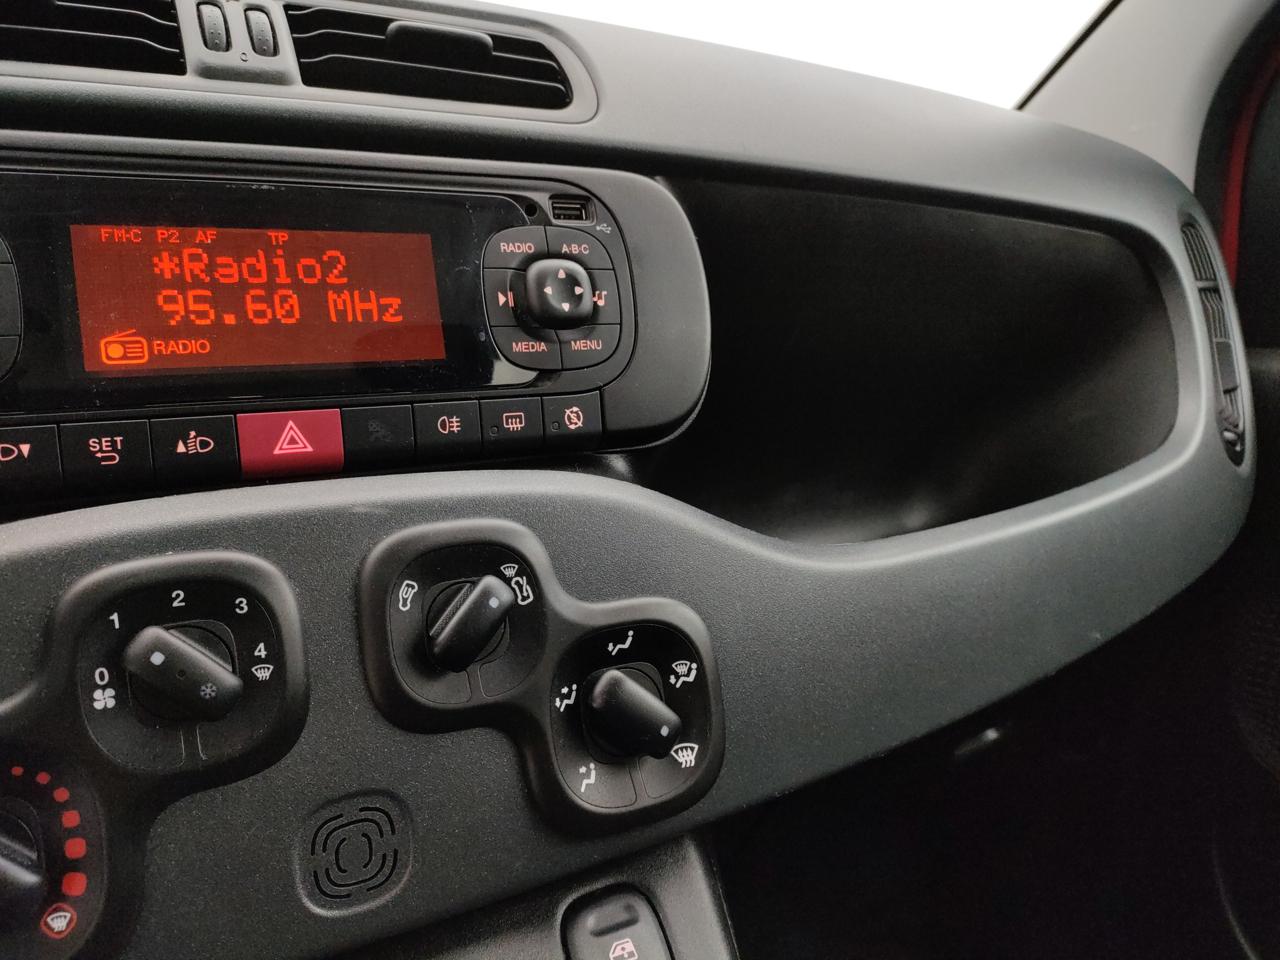 FM-C P2 AF TP
*Radio2
95.60 MHz
RADIO
RADIO
A·B·C
MEDIA
MENU
SET
0
1
2
3
4